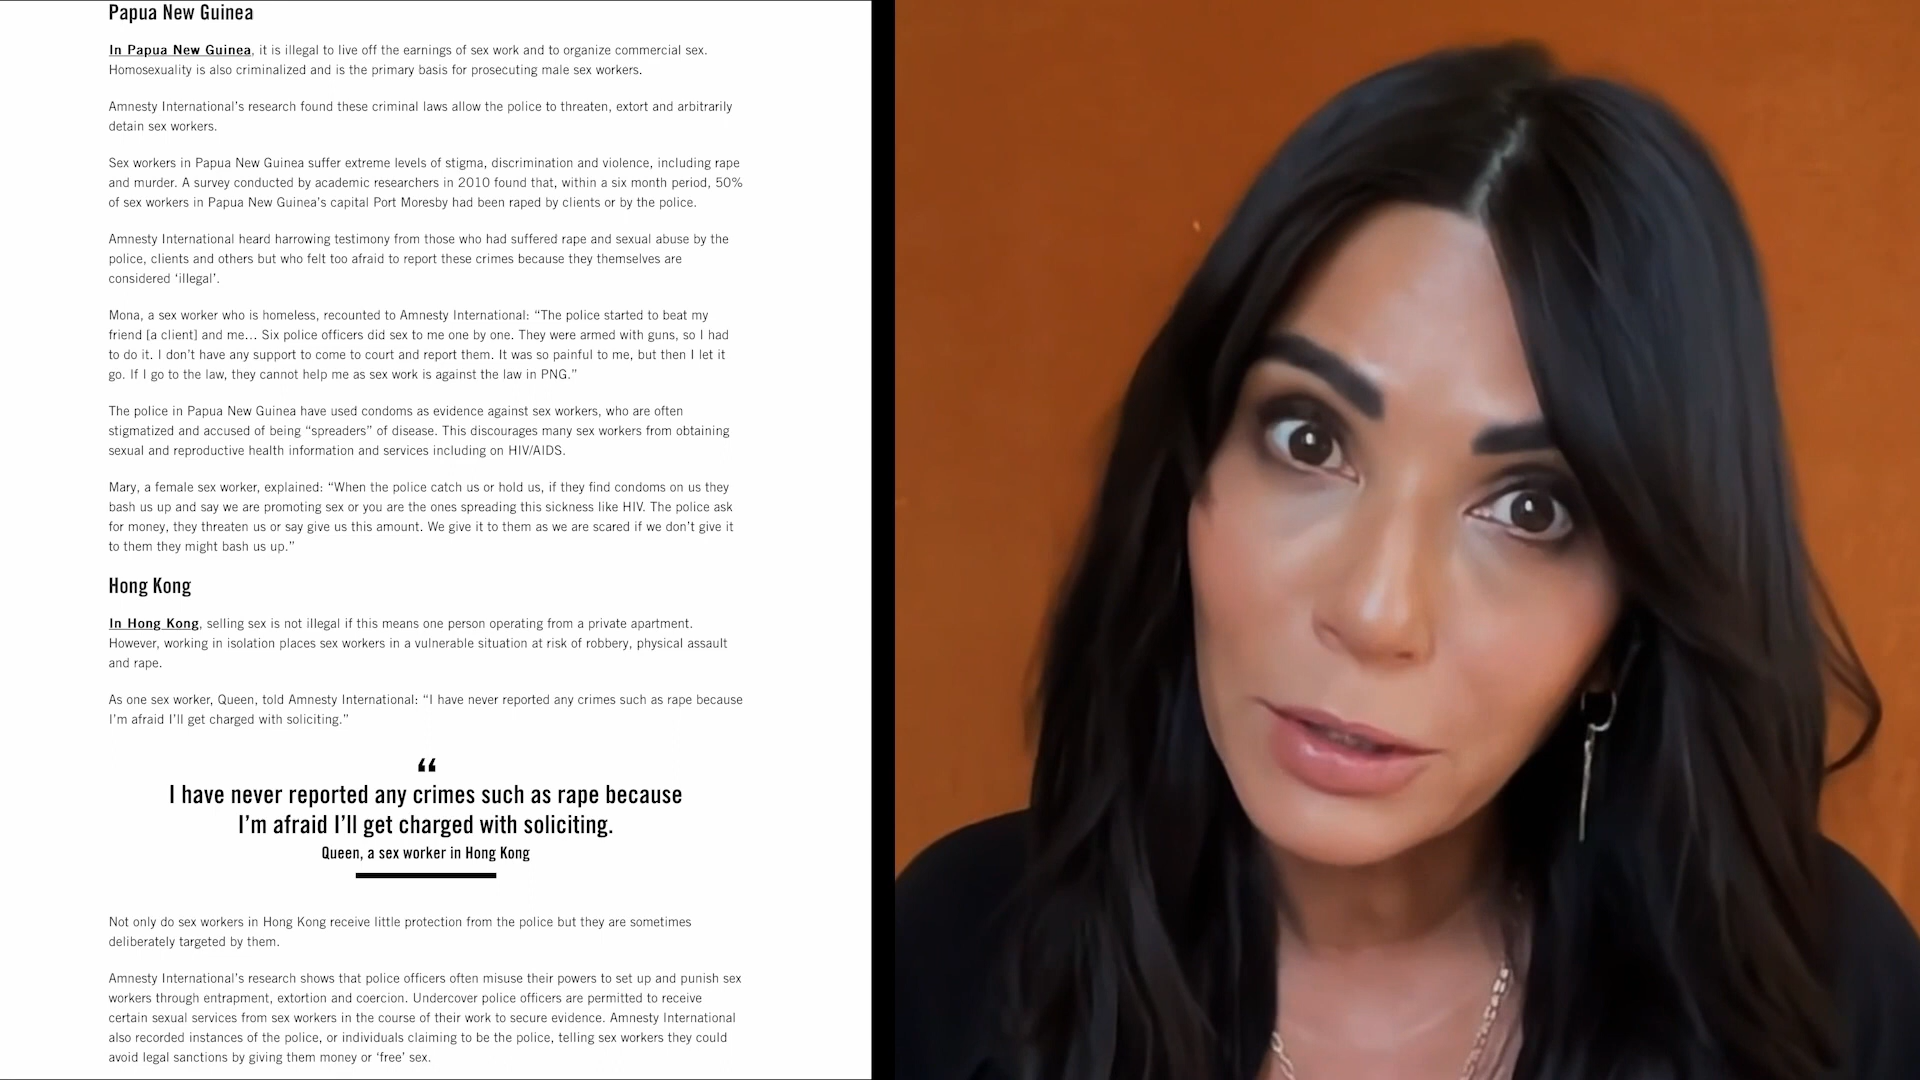 Papua New Guinea
In Papua New Guinea, it is illegal to live off the earnings of sex work and to organize commercial sex.
Homosexuality is also criminalized and is the primary basis for prosecuting male sex workers.
Amnesty International’s research found these criminal laws allow the police to threaten, extort and arbitrarily
detain sex workers.
Sex workers in Papua New Guinea suffer extreme levels of stigma, discrimination and violence, including rape
and murder. A survey conducted by academic researchers in 2010 found that, within a six month period, 50%
of sex workers in Papua New Guinea’s capital Port Moresby had been raped by clients or by the police.
Amnesty International heard harrowing testimony from those who had suffered rape and sexual abuse by the
police, clients and others but who felt too afraid to report these crimes because they themselves are
considered ‘illegal’.
Mona, a sex worker who is homeless, recounted to Amnesty International: “The police started to beat my
friend [a client] and me… Six police officers did sex to me one by one. They were armed with guns, so I had
to do it. I don’t have any support to come to court and report them. It was so painful to me, but then I let it
go. If I go to the law, they cannot help me as sex work is against the law in PNG.”
The police in Papua New Guinea have used condoms as evidence against sex workers, who are often
stigmatized and accused of being “spreaders” of disease. This discourages many sex workers from obtaining
sexual and reproductive health information and services including on HIV/AIDS.
Mary, a female sex worker, explained: “When the police catch us or hold us, if they find condoms on us they
bash us up and say we are promoting sex or you are the ones spreading this sickness like HIV. The police ask
for money, they threaten us or say give us this amount. We give it to them as we are scared if we don’t give it
to them they might bash us up.”
Hong Kong
In Hong Kong, selling sex is not illegal if this means one person operating from a private apartment.
However, working in isolation places sex workers in a vulnerable situation at risk of robbery, physical assault
and rape.
As one sex worker, Queen, told Amnesty International: “I have never reported any crimes such as rape because
I’m afraid I’ll get charged with soliciting.”
“
I have never reported any crimes such as rape because
I’m afraid I’ll get charged with soliciting.
Queen, a sex worker in Hong Kong
Not only do sex workers in Hong Kong receive little protection from the police but they are sometimes
deliberately targeted by them.
Amnesty International’s research shows that police officers often misuse their powers to set up and punish sex
workers through entrapment, extortion and coercion. Undercover police officers are permitted to receive
certain sexual services from sex workers in the course of their work to secure evidence. Amnesty International
also recorded instances of the police, or individuals claiming to be the police, telling sex workers they could
avoid legal sanctions by giving them money or ‘free’ sex.